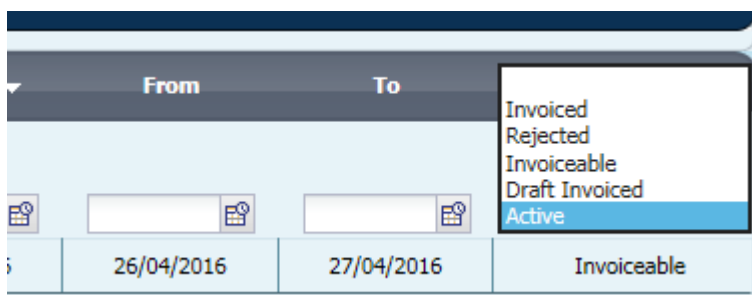 From To
Invoiced
Rejected
Invoiceable
Draft Invoiced
Active
26/04/2016 27/04/2016 Invoiceable